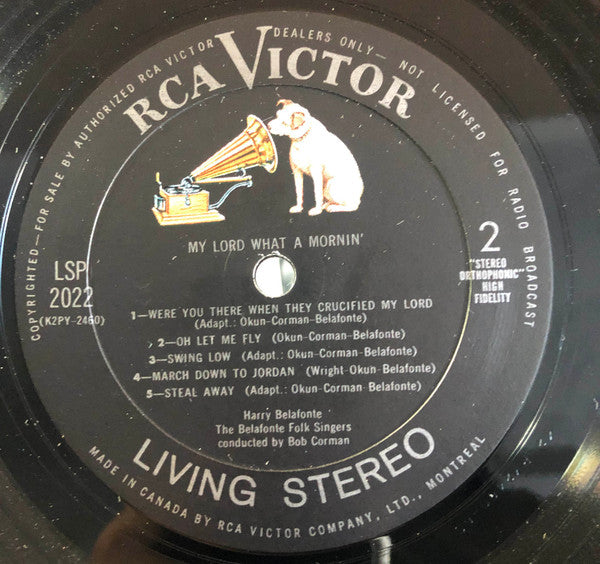 COPYRIGHTED—FOR SALE BY AUTHORIZED RCA VICTOR DEALERS ONLY— NOT LICENSED FOR RADIO BROADCAST
RCA VICTOR
MY LORD WHAT A MORNIN'
LSP
2022
(K2PY-2460)
2
"STEREO
ORTHOPHONIC"
HIGH
FIDELITY
1—WERE YOU THERE WHEN THEY CRUCIFIED MY LORD
(Adapt.: Okun-Corman-Belafonte)
2—OH LET ME FLY (Okun-Corman-Belafonte)
3—SWING LOW (Adapt.: Okun-Corman-Belafonte)
4—MARCH DOWN TO JORDAN (Wright-Okun-Belafonte)
5—STEAL AWAY (Adapt.: Okun-Corman-Belafonte)
Harry Belafonte
The Belafonte Folk Singers
conducted by Bob Corman
LIVING STEREO
MADE IN CANADA BY RCA VICTOR COMPANY, LTD., MONTREAL